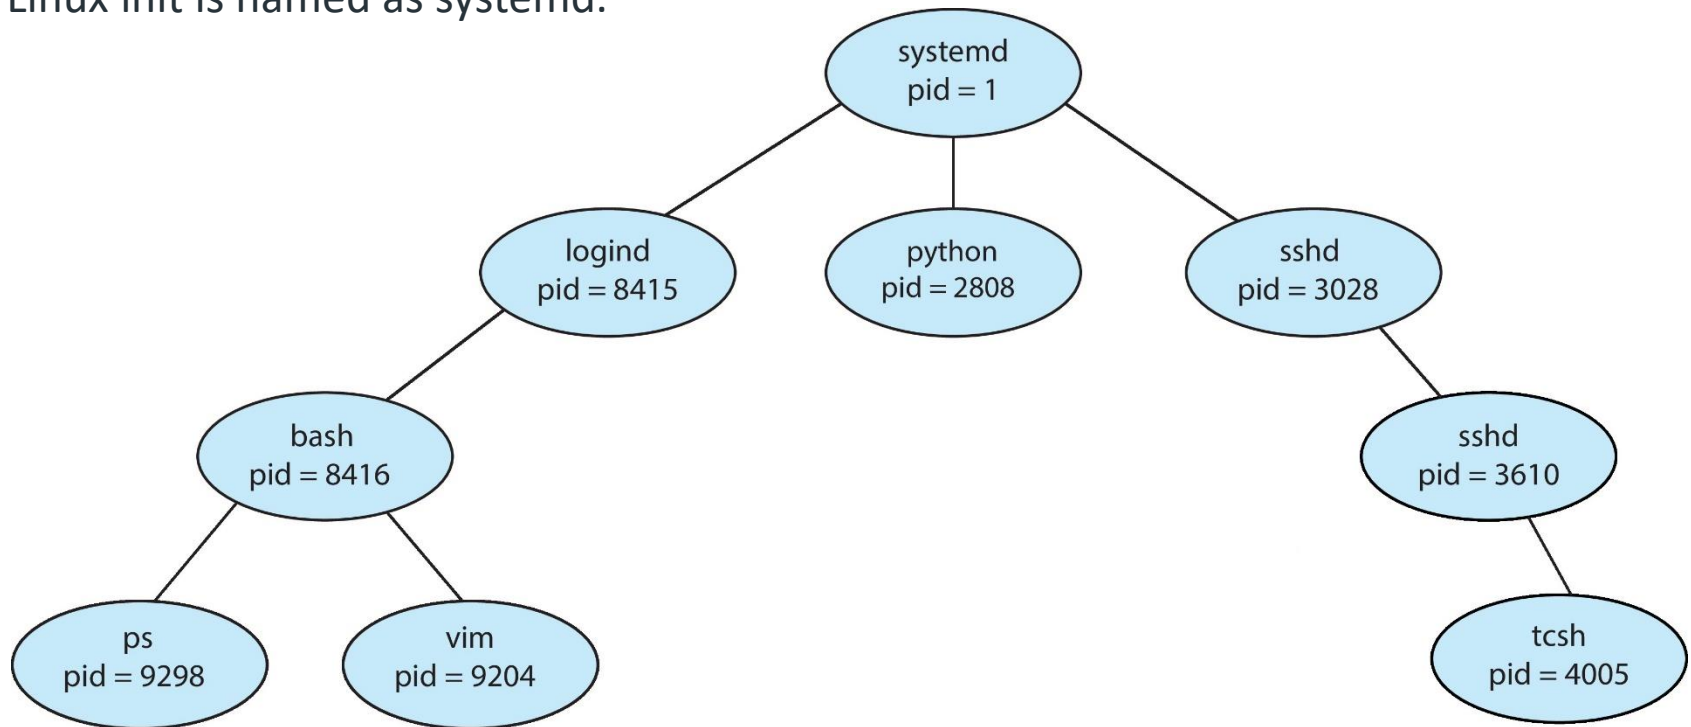 Linux init is named as systemd.
systemd
pid = 1
logind
pid = 8415
python
pid = 2808
sshd
pid = 3028
bash
pid = 8416
sshd
pid = 3610
ps
pid = 9298
vim
pid = 9204
tcsh
pid = 4005